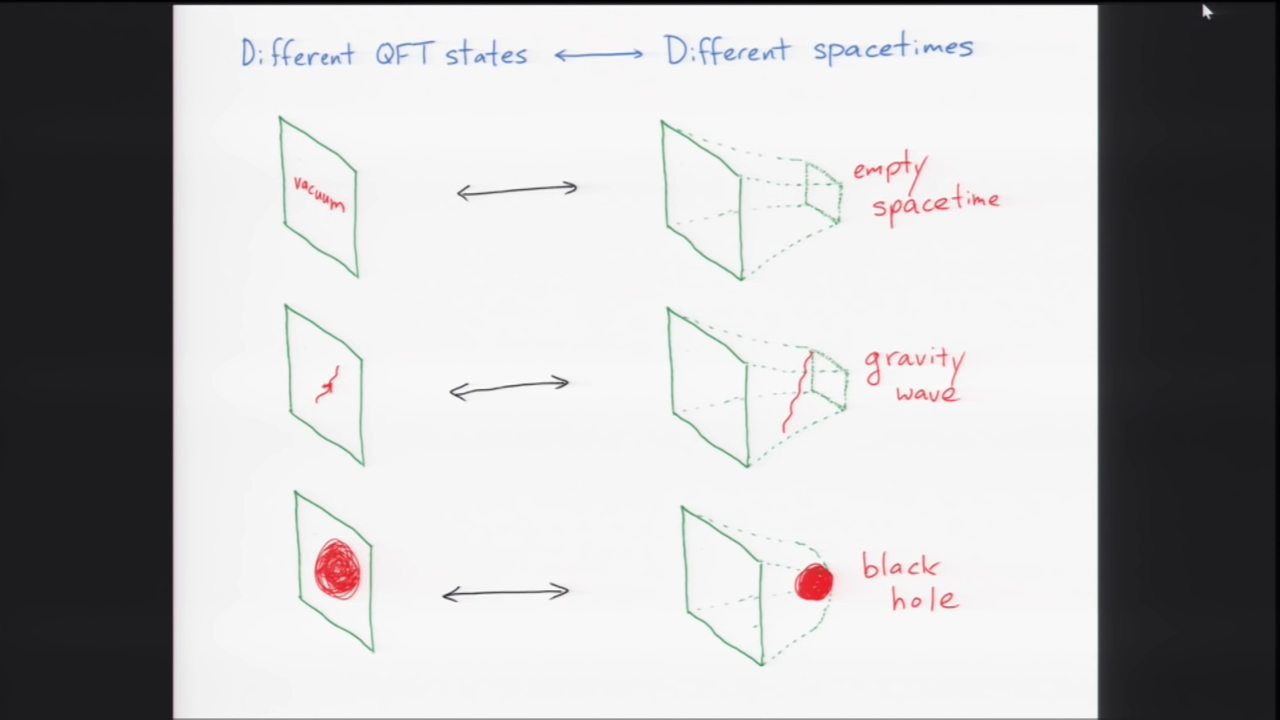 Different QFT states ⟷ Different spacetimes
vacuum
empty
spacetime
gravity
wave
black
hole